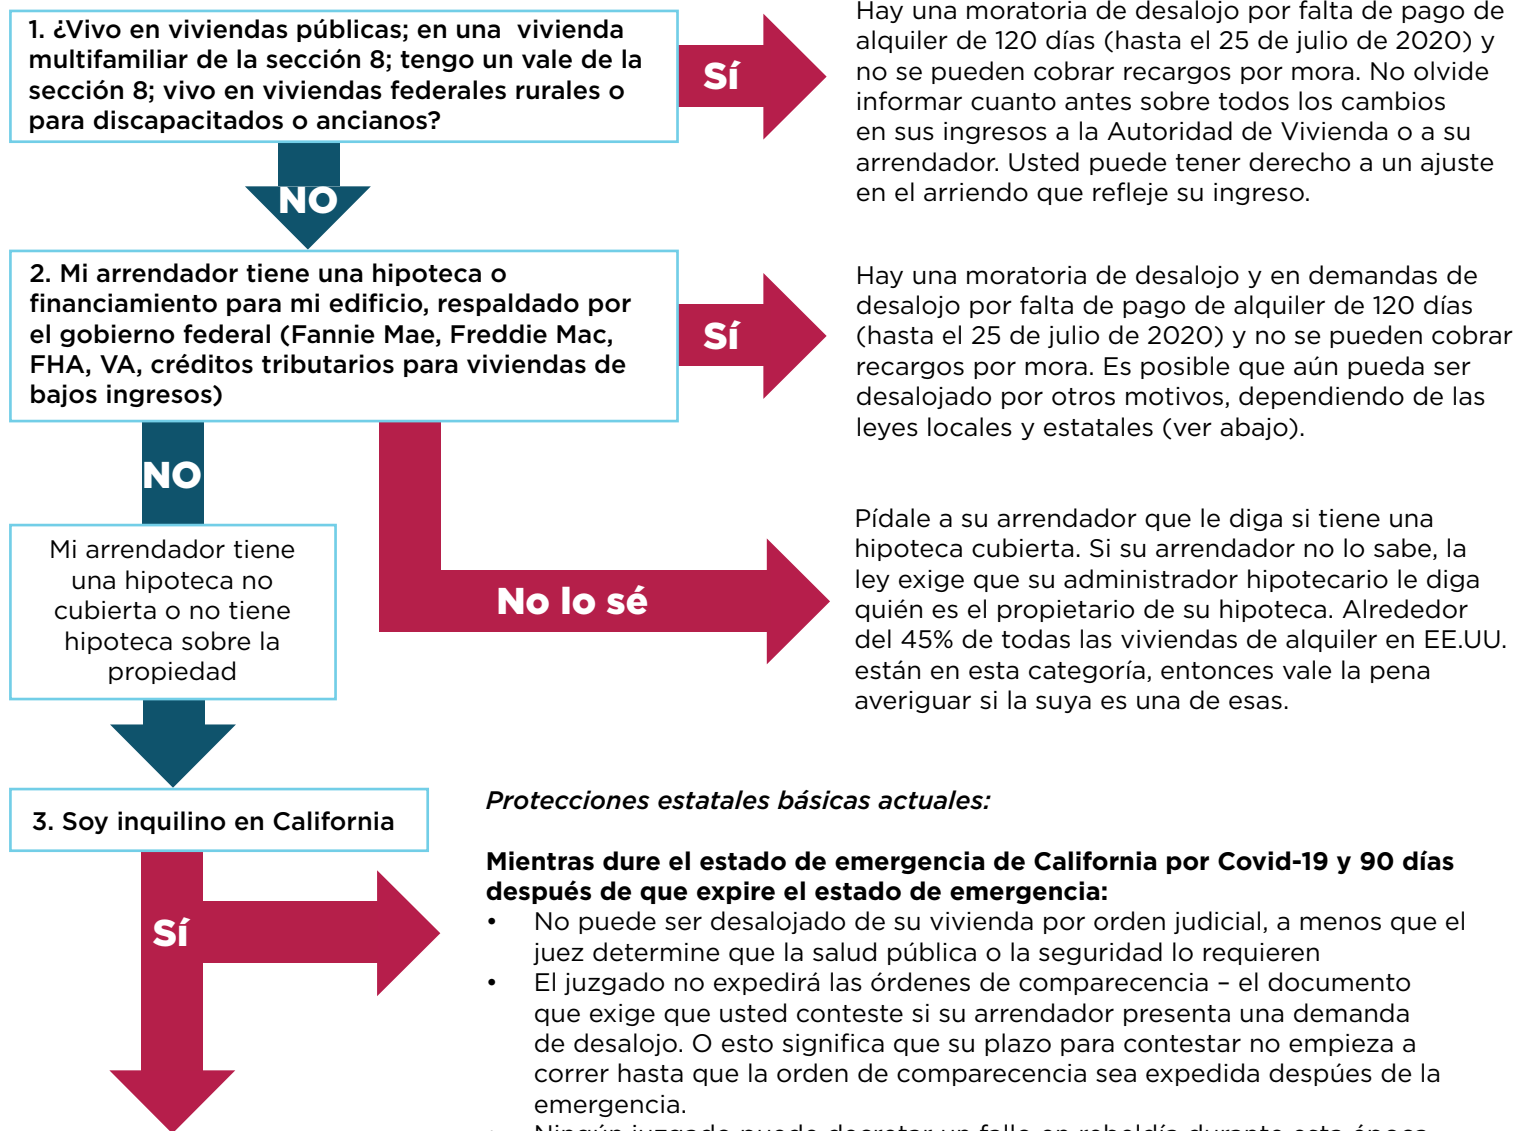 1. ¿Vivo en viviendas públicas; en una vivienda
multifamiliar de la sección 8; tengo un vale de la
sección 8; vivo en viviendas federales rurales o
para discapacitados o ancianos?
Sí
Hay una moratoria de desalojo por falta de pago de
alquiler de 120 días (hasta el 25 de julio de 2020) y
no se pueden cobrar recargos por mora. No olvide
informar cuanto antes sobre todos los cambios
en sus ingresos a la Autoridad de Vivienda o a su
arrendador. Usted puede tener derecho a un ajuste
en el arriendo que refleje su ingreso.
NO
2. Mi arrendador tiene una hipoteca o
financiamiento para mi edificio, respaldado por
el gobierno federal (Fannie Mae, Freddie Mac,
FHA, VA, créditos tributarios para viviendas de
bajos ingresos)
Sí
Hay una moratoria de desalojo y en demandas de
desalojo por falta de pago de alquiler de 120 días
(hasta el 25 de julio de 2020) y no se pueden cobrar
recargos por mora. Es posible que aún pueda ser
desalojado por otros motivos, dependiendo de las
leyes locales y estatales (ver abajo).
NO
Mi arrendador tiene
una hipoteca no
cubierta o no tiene
hipoteca sobre la
propiedad
No lo sé
Pídale a su arrendador que le diga si tiene una
hipoteca cubierta. Si su arrendador no lo sabe, la
ley exige que su administrador hipotecario le diga
quién es el propietario de su hipoteca. Alrededor
del 45% de todas las viviendas de alquiler en EE.UU.
están en esta categoría, entonces vale la pena
averiguar si la suya es una de esas.
3. Soy inquilino en California
Sí
Protecciones estatales básicas actuales:
Mientras dure el estado de emergencia de California por Covid-19 y 90 días
después de que expire el estado de emergencia:
• No puede ser desalojado de su vivienda por orden judicial, a menos que el
juez determine que la salud pública o la seguridad lo requieren
• El juzgado no expedirá las órdenes de comparecencia – el documento
que exige que usted conteste si su arrendador presenta una demanda
de desalojo. O esto significa que su plazo para contestar no empieza a
correr hasta que la orden de comparecencia sea expedida despúes de la
emergencia.
• Ningún juzgado puede decretar un fallo en rebeldía durante esta época